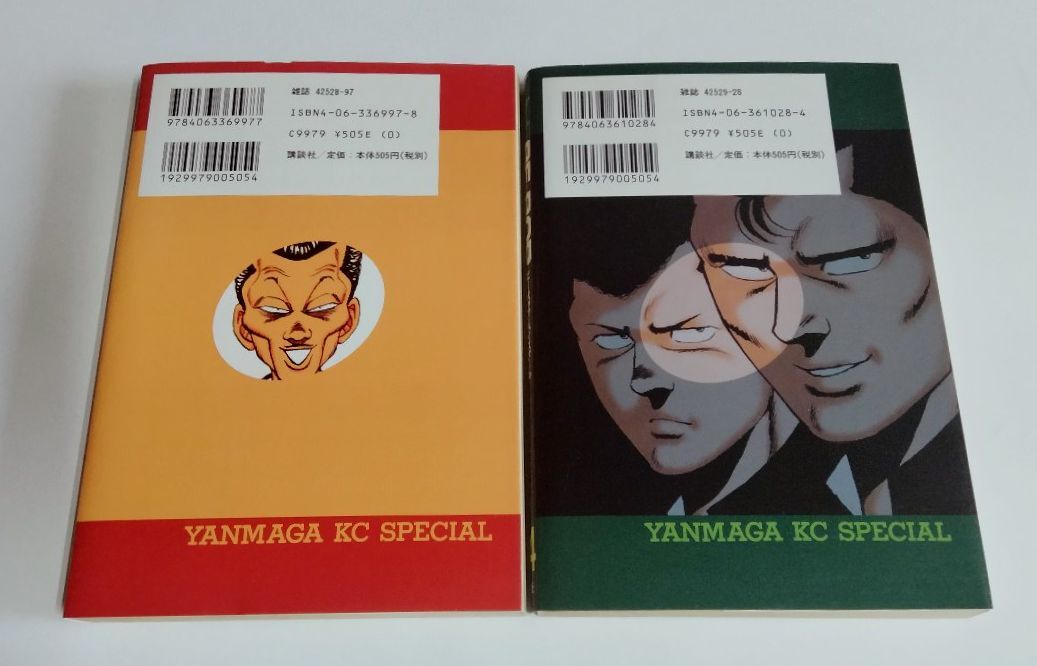 雑誌 42528-97
ISBN4-06-336997-8
C9979 ¥505E (0)
講談社/定価:本体505円(税別)
9784063369977
1929979005054
YANMAGA KC SPECIAL
雑誌 42529-28
ISBN4-06-361028-4
C9979 ¥505E (0)
講談社/定価:本体505円(税別)
9784063610284
1929979005054
YANMAGA KC SPECIAL
4